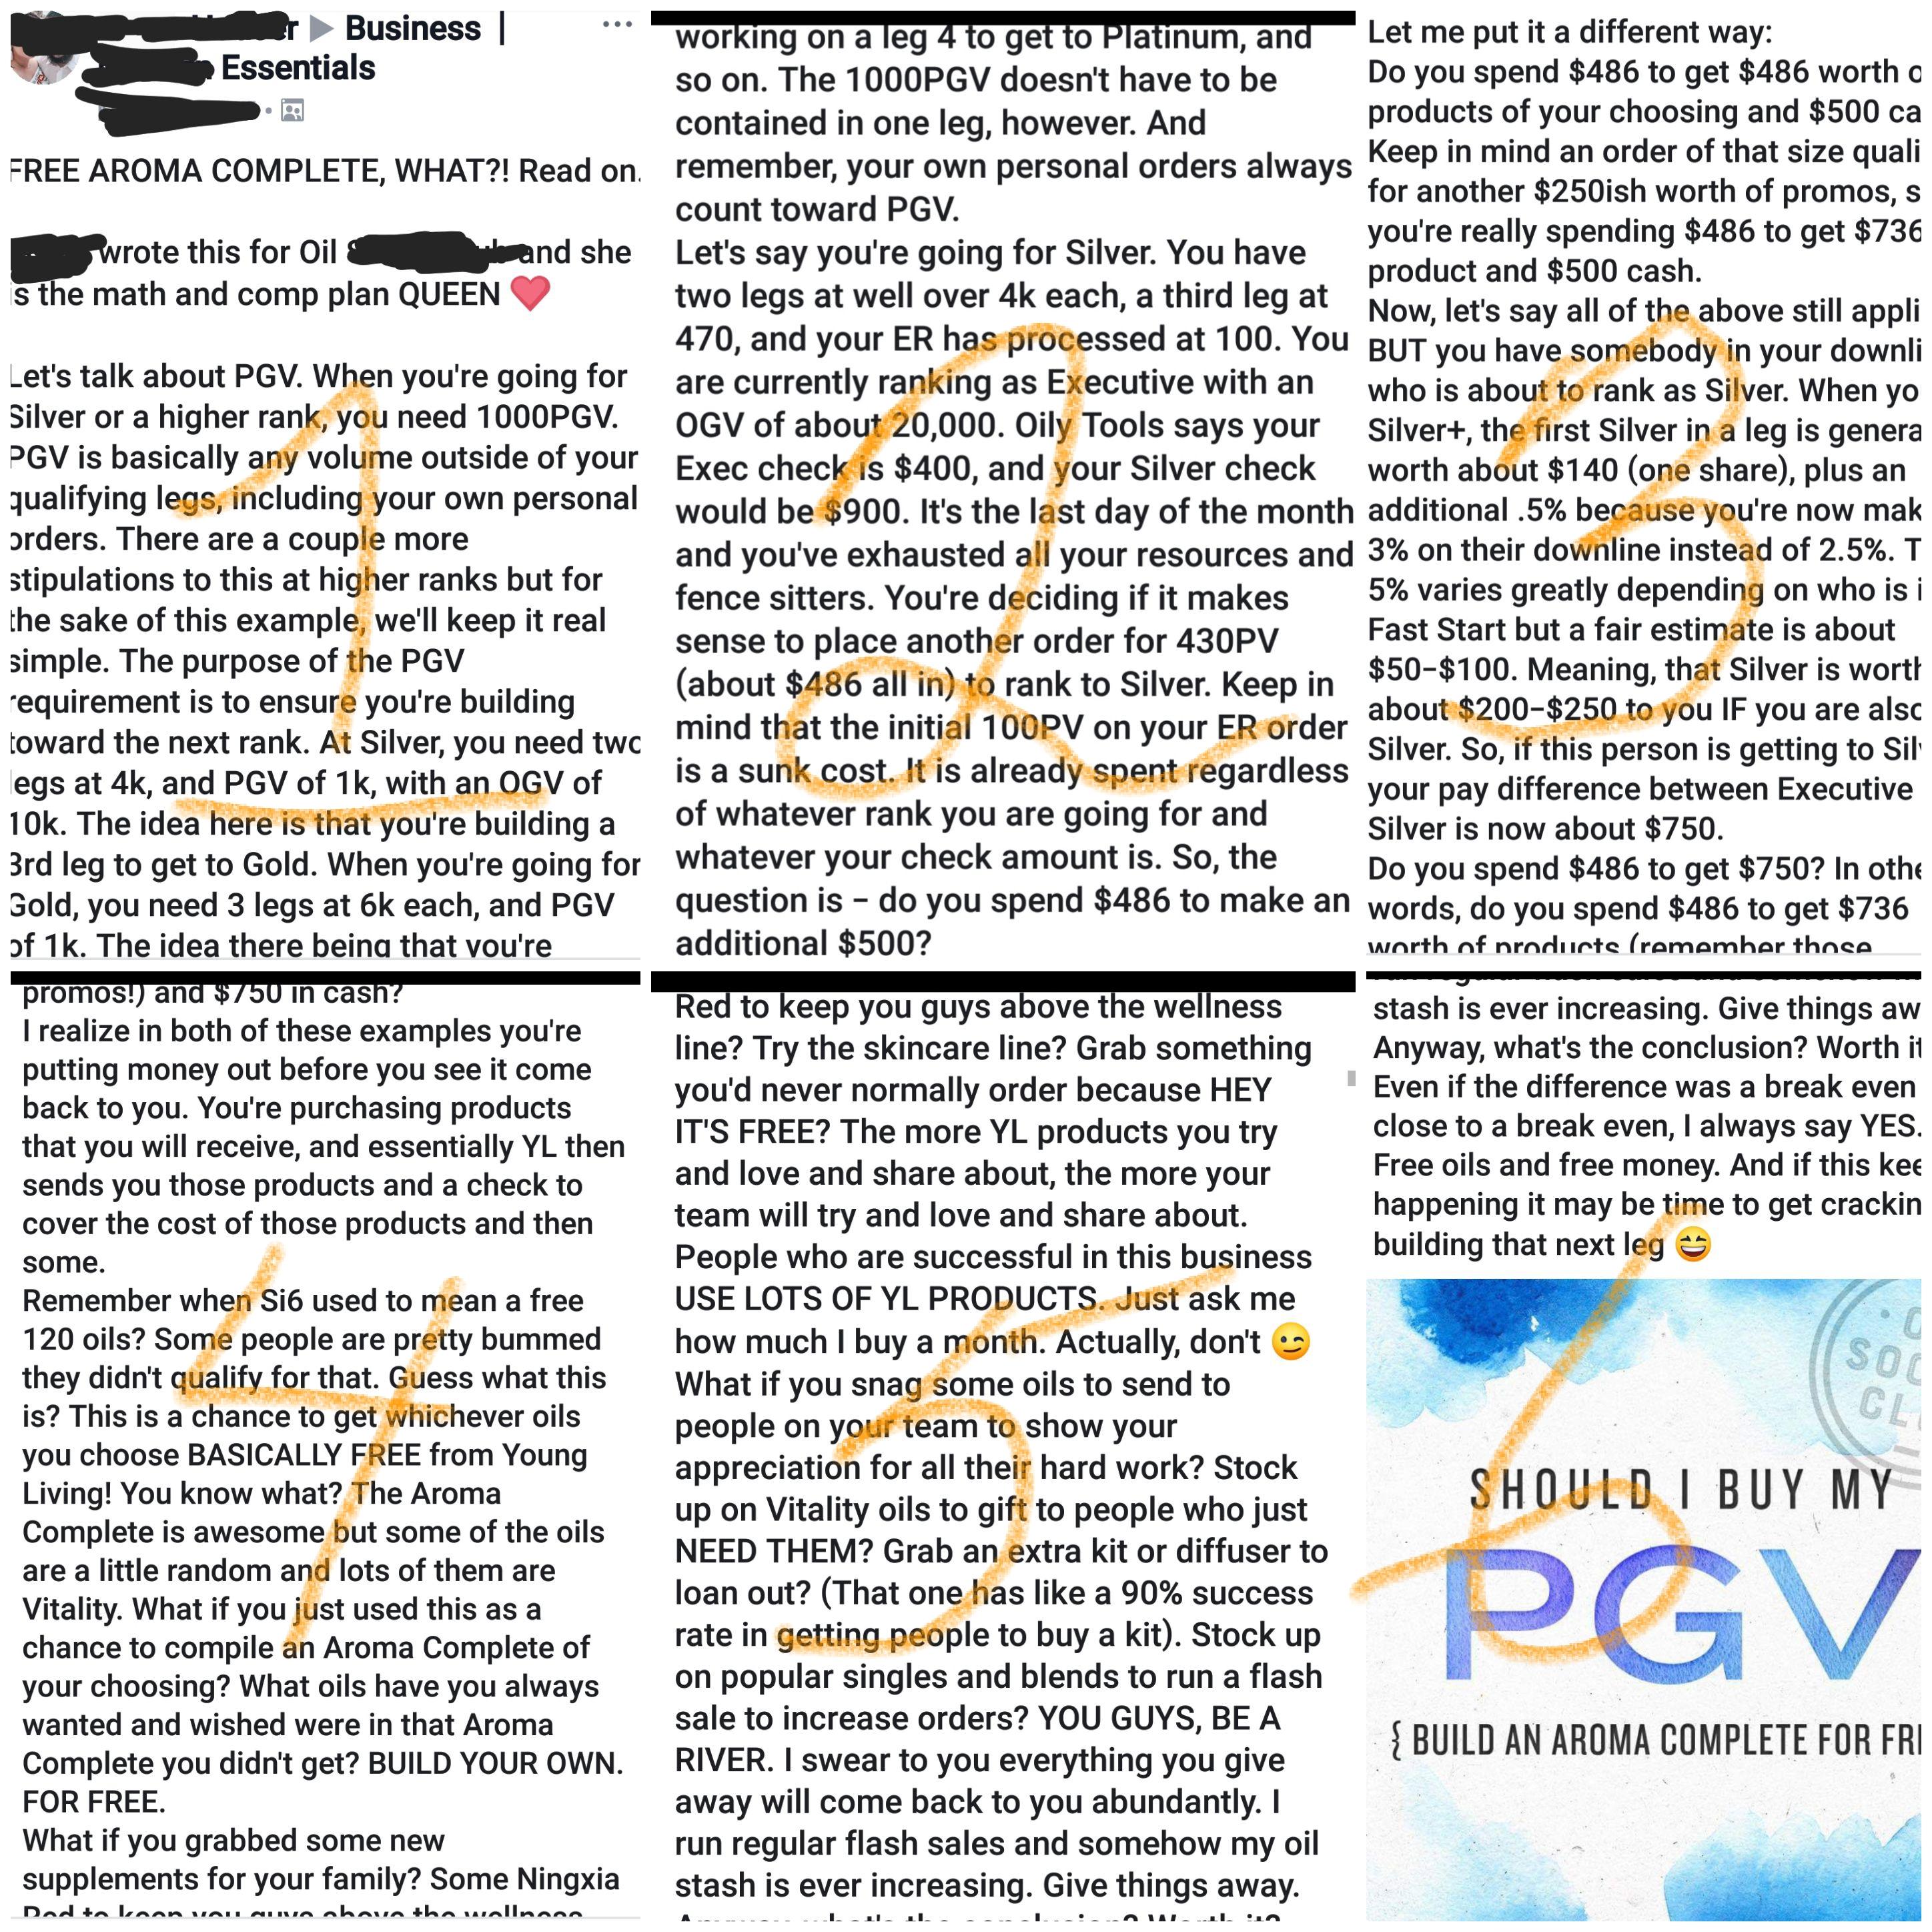 Business |
Essentials
FREE AROMA COMPLETE, WHAT?! Read on.
wrote this for Oil and she
is the math and comp plan QUEEN ❤️
Let's talk about PGV. When you're going for
Silver or a higher rank, you need 1000PGV.
PGV is basically any volume outside of your
qualifying legs, including your own personal
orders. There are a couple more
stipulations to this at higher ranks but for
the sake of this example, we'll keep it real
simple. The purpose of the PGV
requirement is to ensure you're building
toward the next rank. At Silver, you need two
legs at 4k, and PGV of 1k, with an OGV of
10k. The idea here is that you're building a
3rd leg to get to Gold. When you're going for
Gold, you need 3 legs at 6k each, and PGV
of 1k. The idea there being that you're
1
working on a leg 4 to get to Platinum, and
so on. The 1000PGV doesn't have to be
contained in one leg, however. And
remember, your own personal orders always
count toward PGV.
Let's say you're going for Silver. You have
two legs at well over 4k each, a third leg at
470, and your ER has processed at 100. You
are currently ranking as Executive with an
OGV of about 20,000. Oily Tools says your
Exec check is $400, and your Silver check
would be $900. It's the last day of the month
and you've exhausted all your resources and
fence sitters. You're deciding if it makes
sense to place another order for 430PV
(about $486 all in) to rank to Silver. Keep in
mind that the initial 100PV on your ER order
is a sunk cost. It is already spent regardless
of whatever rank you are going for and
whatever your check amount is. So, the
question is – do you spend $486 to make an
additional $500?
2
Let me put it a different way:
Do you spend $486 to get $486 worth o
products of your choosing and $500 ca
Keep in mind an order of that size quali
for another $250ish worth of promos, s
you're really spending $486 to get $736
product and $500 cash.
Now, let's say all of the above still appli
BUT you have somebody in your downli
who is about to rank as Silver. When yo
Silver+, the first Silver in a leg is genera
worth about $140 (one share), plus an
additional .5% because you're now mak
3% on their downline instead of 2.5%. T
5% varies greatly depending on who is i
Fast Start but a fair estimate is about
$50–$100. Meaning, that Silver is worth
about $200–$250 to you IF you are also
Silver. So, if this person is getting to Silv
your pay difference between Executive
Silver is now about $750.
Do you spend $486 to get $750? In othe
words, do you spend $486 to get $736
worth of products (remember those
3
promos!) and $750 in cash?
I realize in both of these examples you're
putting money out before you see it come
back to you. You're purchasing products
that you will receive, and essentially YL then
sends you those products and a check to
cover the cost of those products and then
some.
Remember when Si6 used to mean a free
120 oils? Some people are pretty bummed
they didn't qualify for that. Guess what this
is? This is a chance to get whichever oils
you choose BASICALLY FREE from Young
Living! You know what? The Aroma
Complete is awesome but some of the oils
are a little random and lots of them are
Vitality. What if you just used this as a
chance to compile an Aroma Complete of
your choosing? What oils have you always
wanted and wished were in that Aroma
Complete you didn't get? BUILD YOUR OWN.
FOR FREE.
What if you grabbed some new
supplements for your family? Some Ningxia
Red to keep you guys above the wellness
4
Red to keep you guys above the wellness
line? Try the skincare line? Grab something
you'd never normally order because HEY
IT'S FREE? The more YL products you try
and love and share about, the more your
team will try and love and share about.
People who are successful in this business
USE LOTS OF YL PRODUCTS. Just ask me
how much I buy a month. Actually, don't 😉
What if you snag some oils to send to
people on your team to show your
appreciation for all their hard work? Stock
up on Vitality oils to gift to people who just
NEED THEM? Grab an extra kit or diffuser to
loan out? (That one has like a 90% success
rate in getting people to buy a kit). Stock up
on popular singles and blends to run a flash
sale to increase orders? YOU GUYS, BE A
RIVER. I swear to you everything you give
away will come back to you abundantly. I
run regular flash sales and somehow my oil
stash is ever increasing. Give things away.
Anyway, what's the conclusion? Worth it?
5
stash is ever increasing. Give things aw
Anyway, what's the conclusion? Worth it
Even if the difference was a break even
close to a break even, I always say YES.
Free oils and free money. And if this kee
happening it may be time to get crackin
building that next leg 😄
SOC
CL
SHOULD I BUY MY
PGV
{ BUILD AN AROMA COMPLETE FOR FRE
6